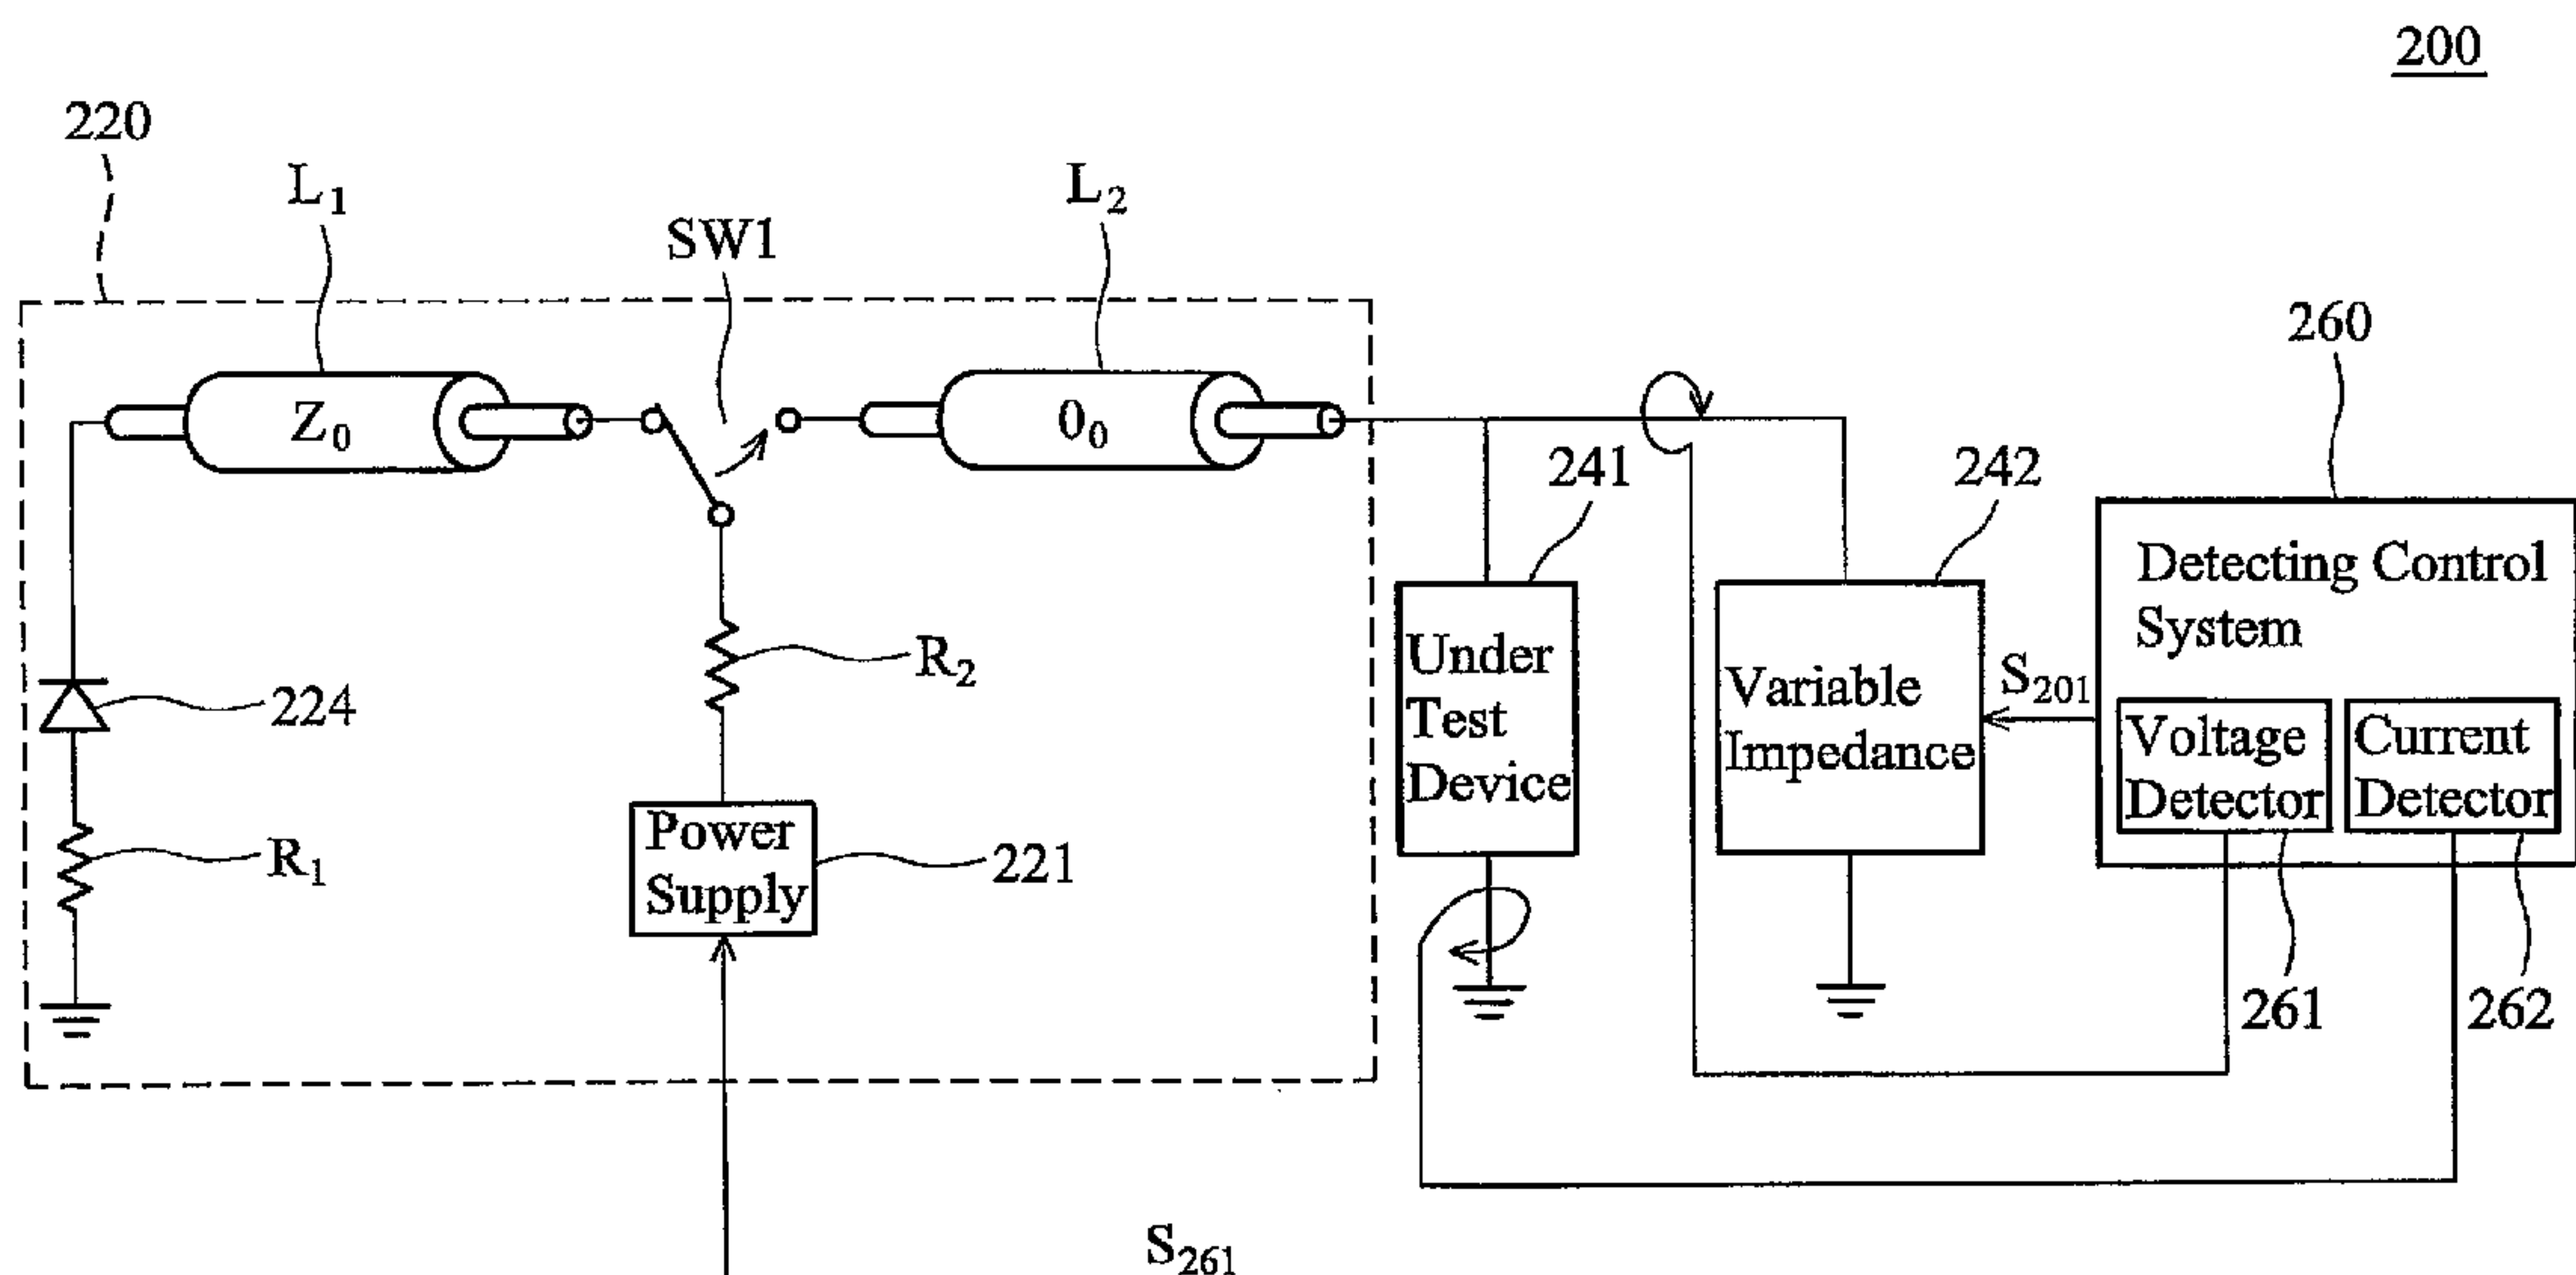 200
220
L1
SW1
L2
260
Z0
00
241
242
Detecting Control
System
R2
Under
Test
Device
Variable
Impedance
S201
224
Voltage
Detector
Current
Detector
R1
Power
Supply
221
261
262
S261